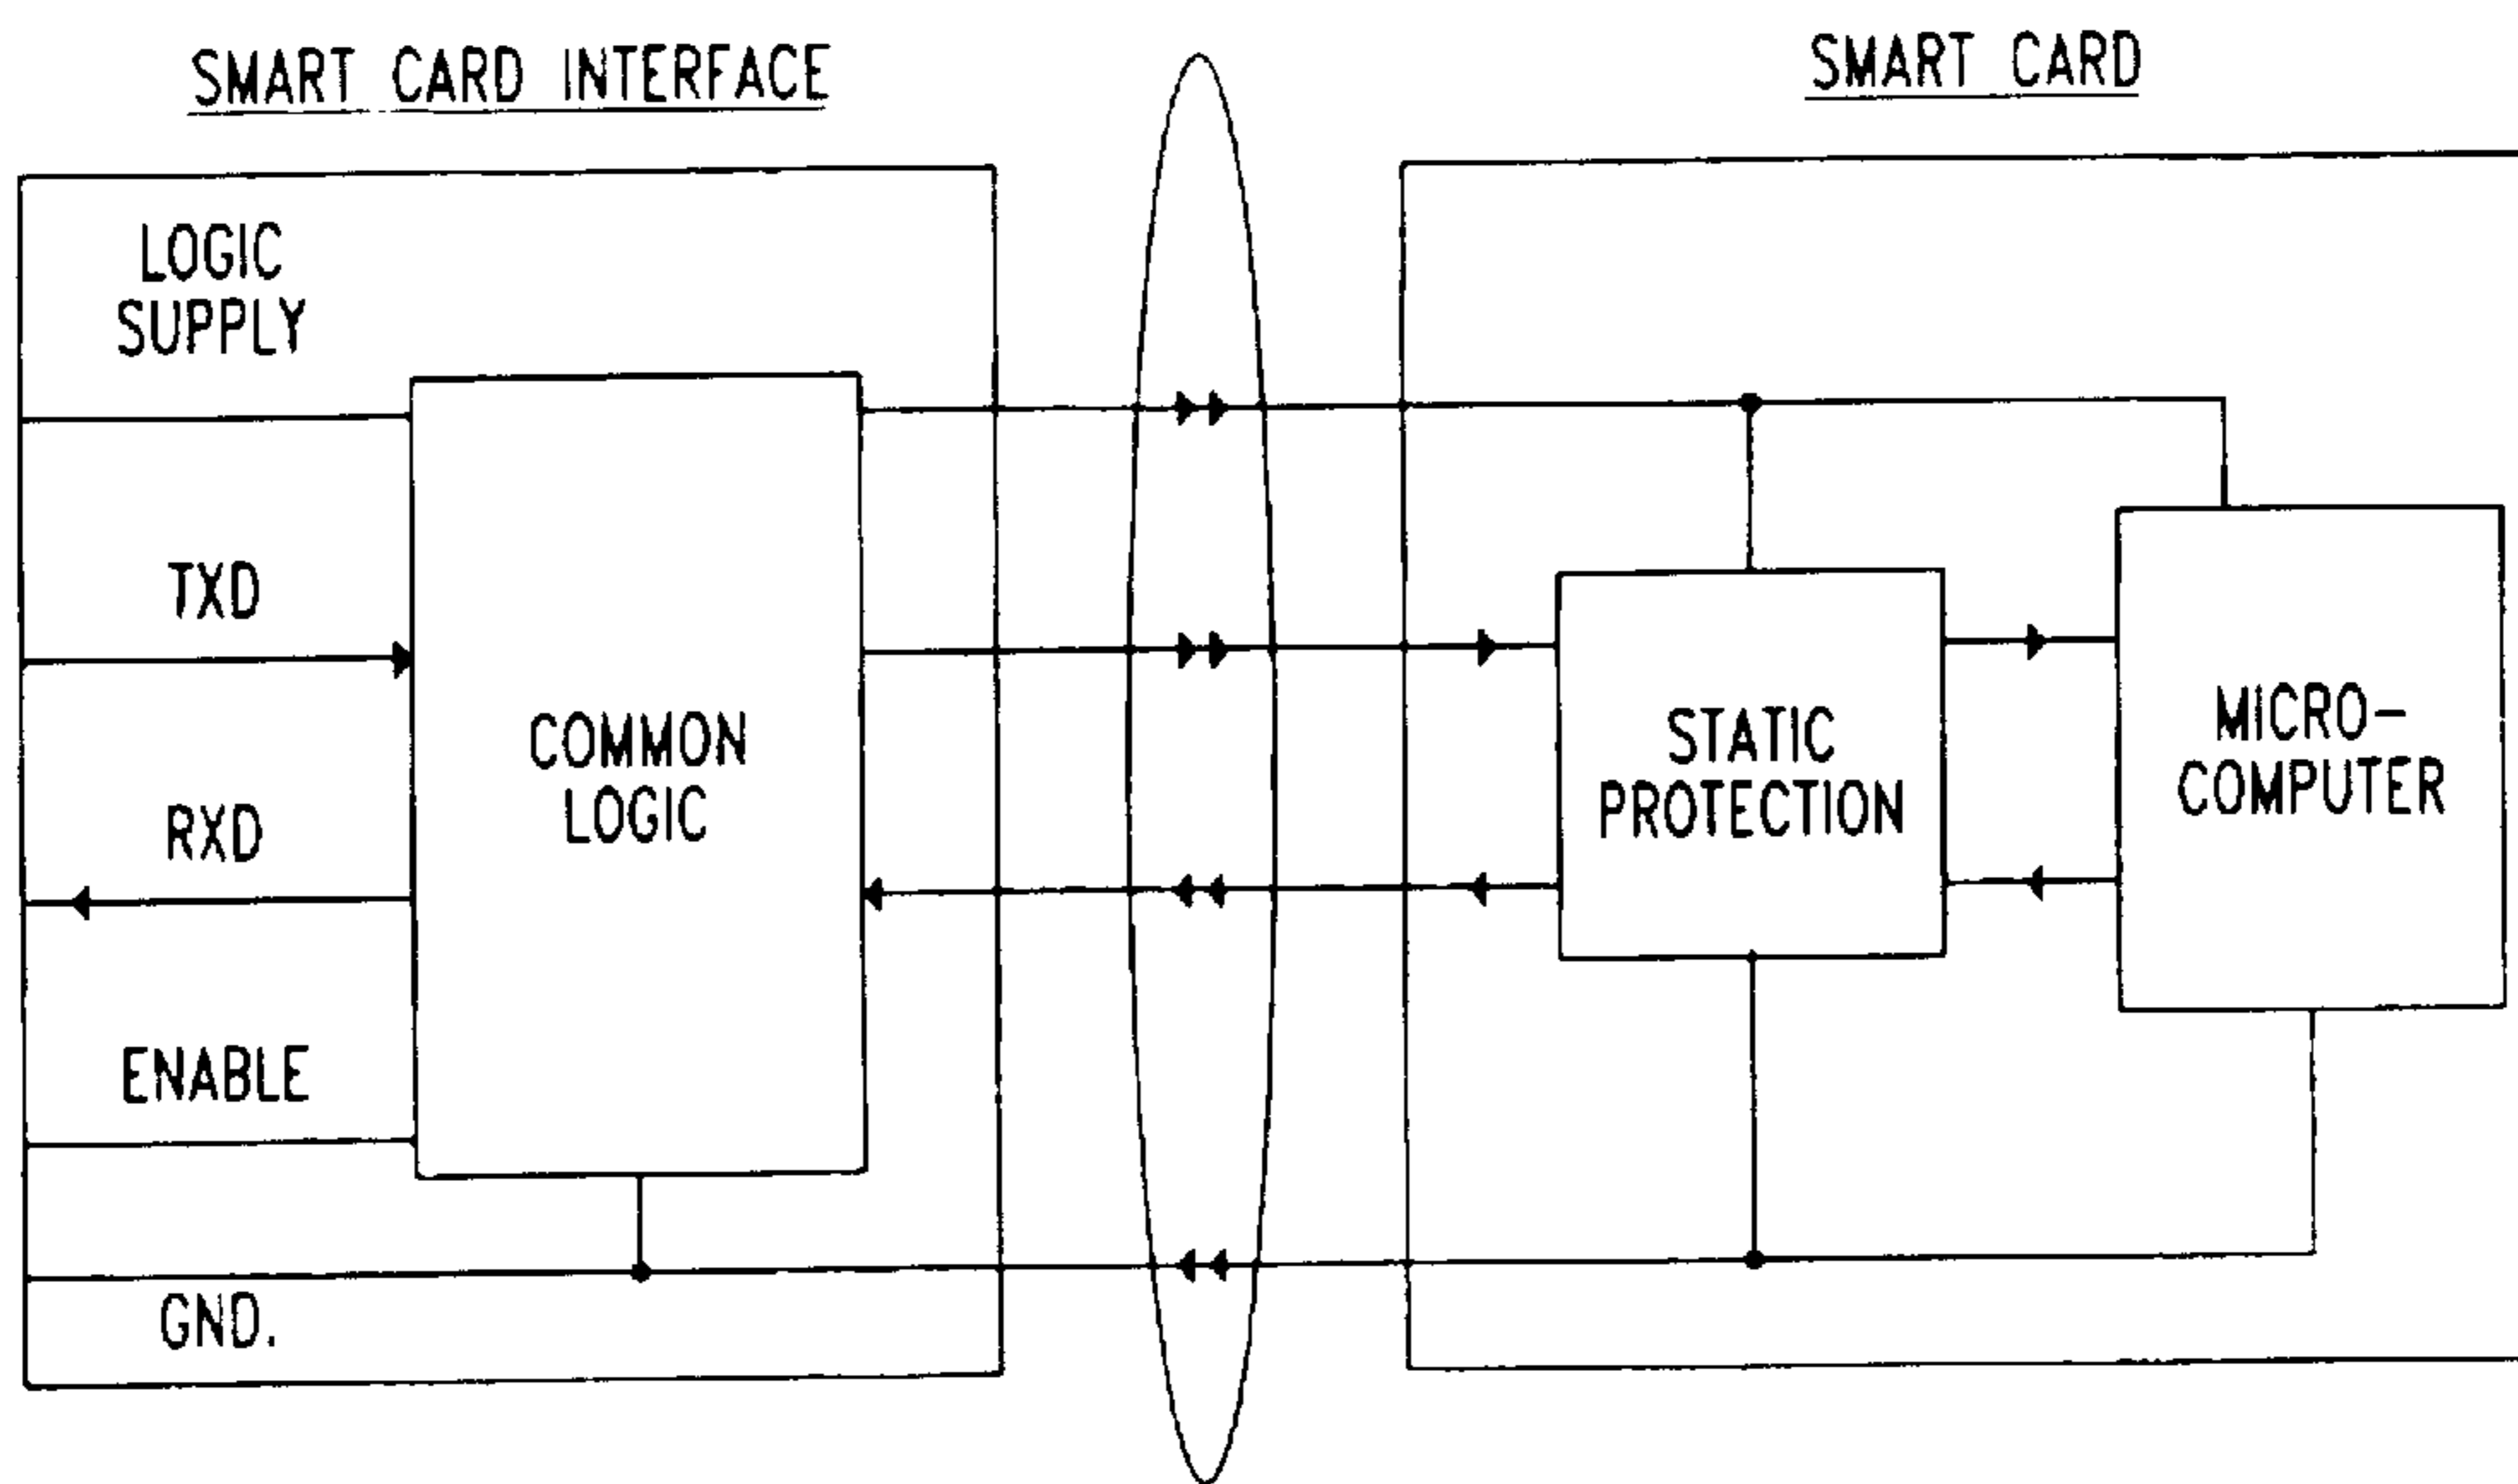 SMART CARD INTERFACE
SMART CARD
LOGIC
SUPPLY
TXD
RXD
ENABLE
GND.
COMMON
LOGIC
STATIC
PROTECTION
MICRO-
COMPUTER